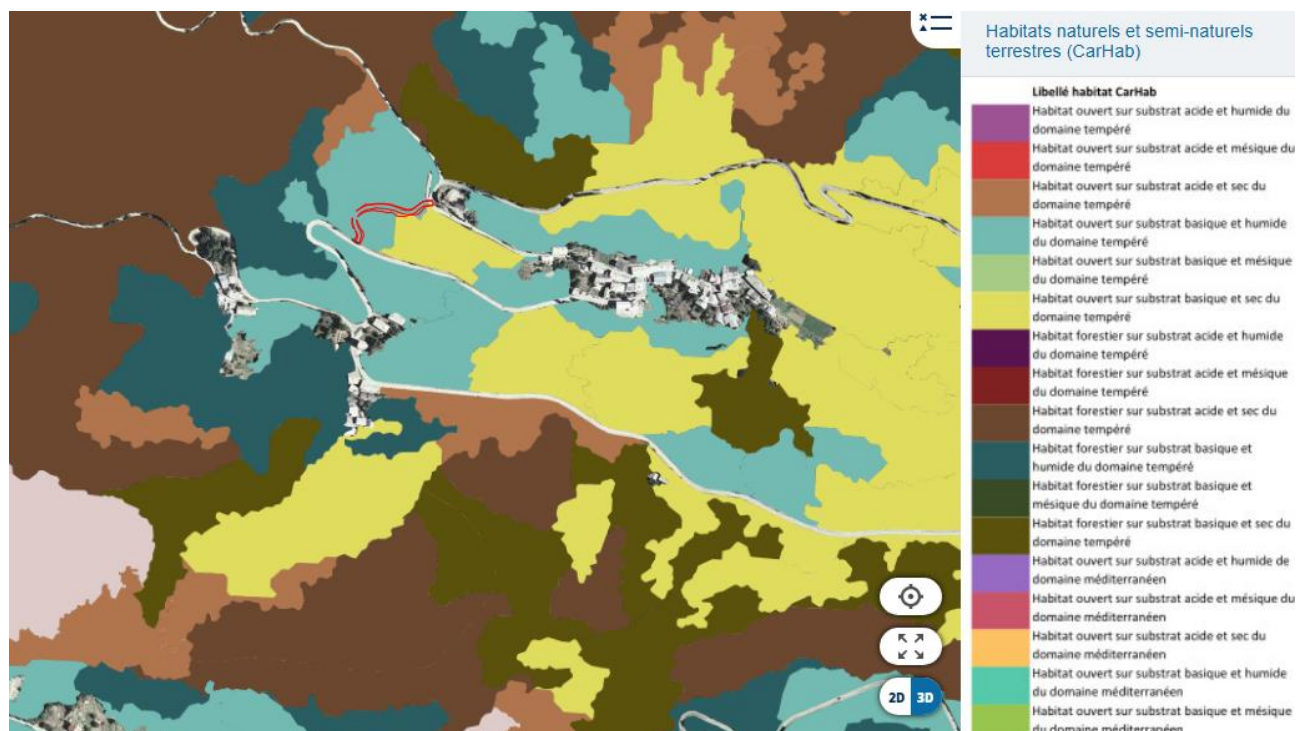 Habitats naturels et semi-naturels
terrestres (CarHab)
Libellé habitat CarHab
Habitat ouvert sur substrat acide et humide du
domaine tempéré
Habitat ouvert sur substrat acide et mésique du
domaine tempéré
Habitat ouvert sur substrat acide et sec du
domaine tempéré
Habitat ouvert sur substrat basique et humide
du domaine tempéré
Habitat ouvert sur substrat basique et mésique
du domaine tempéré
Habitat ouvert sur substrat basique et sec du
domaine tempéré
Habitat forestier sur substrat acide et humide
du domaine tempéré
Habitat forestier sur substrat acide et mésique
du domaine tempéré
Habitat forestier sur substrat acide et sec du
domaine tempéré
Habitat forestier sur substrat basique et
humide du domaine tempéré
Habitat forestier sur substrat basique et
mésique du domaine tempéré
Habitat forestier sur substrat basique et sec du
domaine tempéré
Habitat ouvert sur substrat acide et humide de
domaine méditerranéen
Habitat ouvert sur substrat acide et mésique du
domaine méditerranéen
Habitat ouvert sur substrat acide et sec du
domaine méditerranéen
Habitat ouvert sur substrat basique et humide
du domaine méditerranéen
Habitat ouvert sur substrat basique et mésique
du domaine méditerranéen
2D 3D